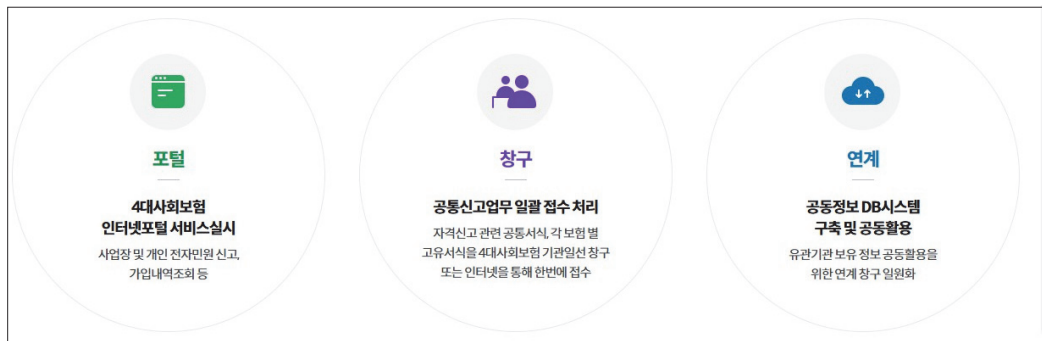 포털
4대사회보험
인터넷포털 서비스실시
사업장 및 개인 전자민원 신고,
가입내역조회 등
창구
공통신고업무 일괄 접수 처리
자격신고 관련 공통서식, 각 보험 별
고유서식을 4대사회보험 기관일선 창구
또는 인터넷을 통해 한번에 접수
연계
공동정보 DB시스템
구축 및 공동활용
유관기관 보유 정보 공동활용을
위한 연계 창구 일원화